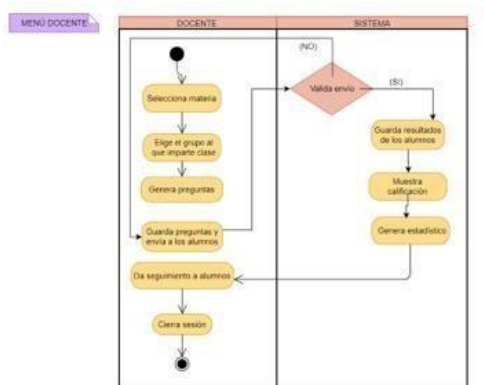 MENÚ DOCENTE
DOCENTE
SISTEMA
(NO)
Valida envío
(SI)
Selecciona materia
Elige el grupo al
que imparte clase
Genera preguntas
Guarda preguntas y
envía a los alumnos
Guarda resultados
de los alumnos
Muestra
calificación
Genera estadístico
Da seguimiento a alumnos
Cierra sesión